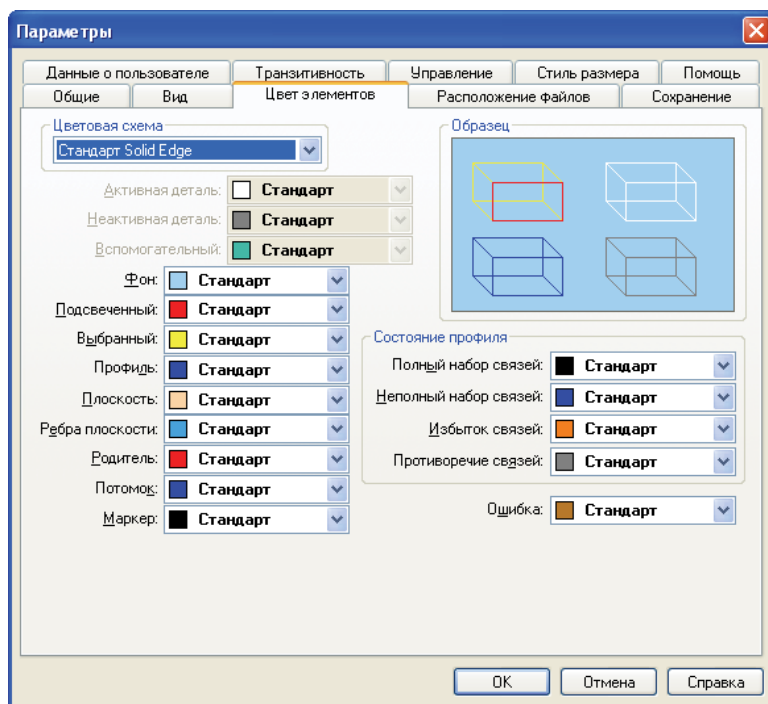 Параметры
Данные о пользователе Транзитивность Управление Стиль размера Помощь
Общие Вид Цвет элементов Расположение файлов Сохранение
Цветовая схема
Стандарт Solid Edge
Активная деталь: Стандарт
Неактивная деталь: Стандарт
Вспомогательный: Стандарт
Фон: Стандарт
Подсвеченный: Стандарт
Выбранный: Стандарт
Профиль: Стандарт
Плоскость: Стандарт
Ребра плоскости: Стандарт
Родитель: Стандарт
Потомок: Стандарт
Маркер: Стандарт
Образец
Состояние профиля
Полный набор связей: Стандарт
Неполный набор связей: Стандарт
Избыток связей: Стандарт
Противоречие связей: Стандарт
Ошибка: Стандарт
OK Отмена Справка